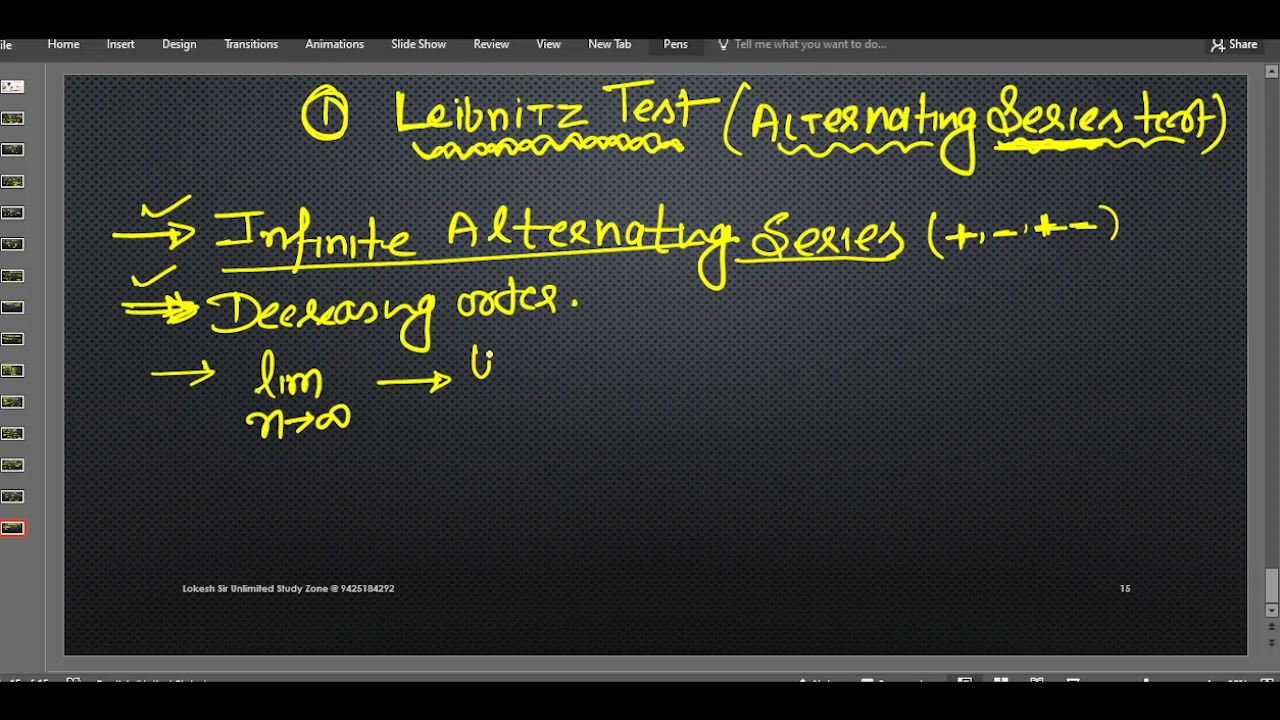 ile Home Insert Design Transitions Animations Slide Show Review View New Tab Pens Tell me what you want to do... Share
① Leibnitz Test (Alternating Series test)
→ Infinite Alternating Series (+,-,+-)
⇒ Decreasing order.
→ lim → U
n→∞
Lokesh Sir Unlimited Study Zone @ 9425184292 15